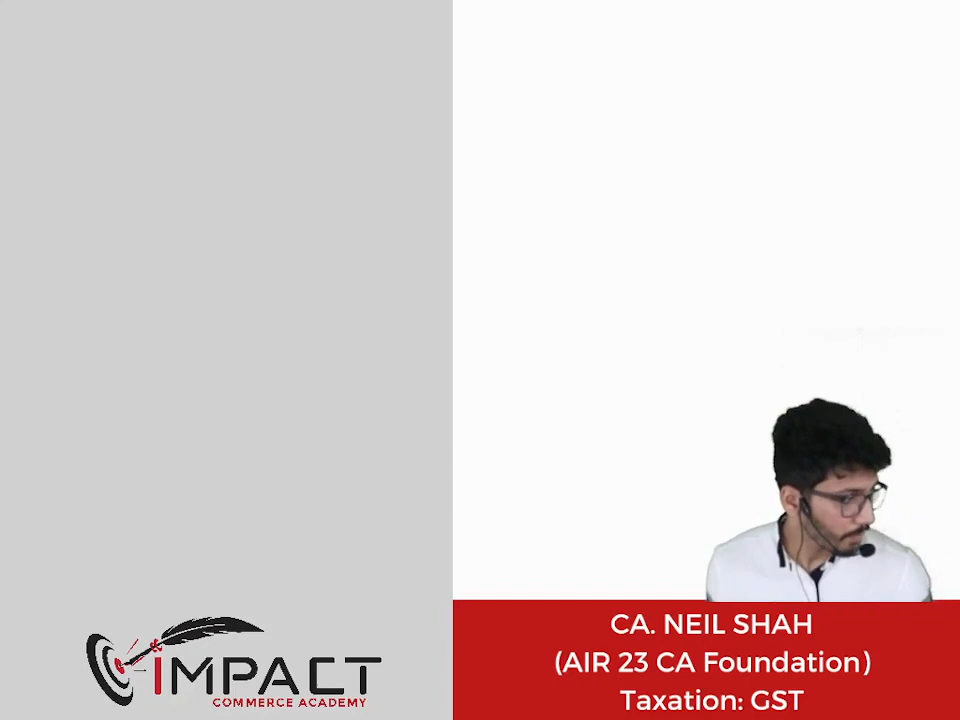 IMPACT
COMMERCE ACADEMY
CA. NEIL SHAH
(AIR 23 CA Foundation)
Taxation: GST